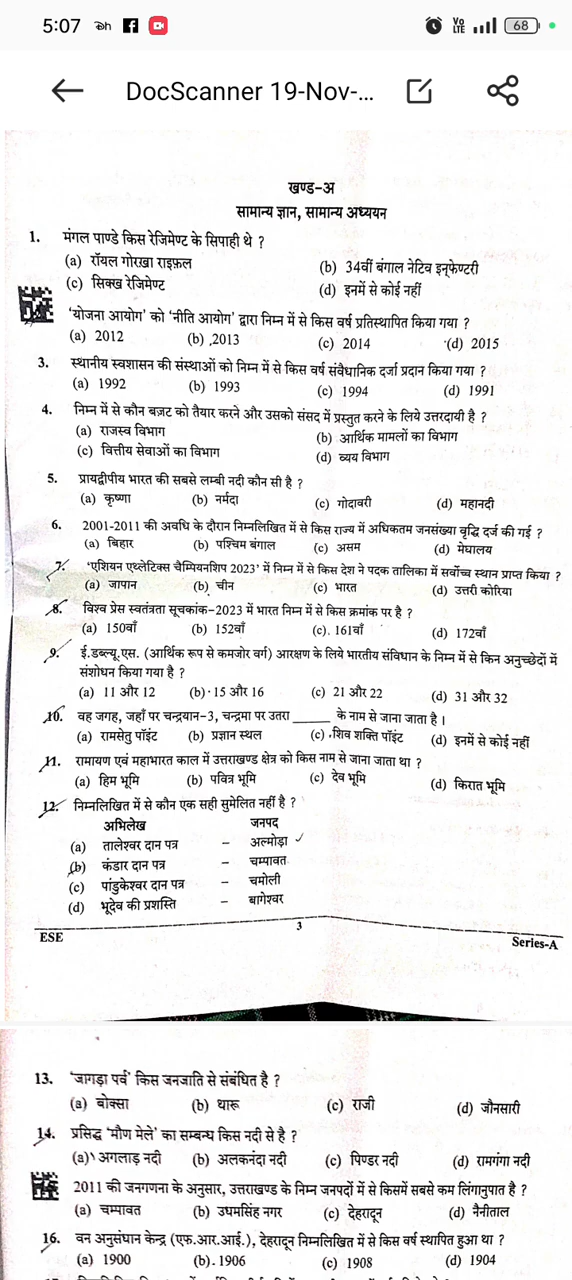 5:07
Vo
LTE
68
DocScanner 19-Nov-...
खण्ड-अ
सामान्य ज्ञान, सामान्य अध्ययन
1. मंगल पाण्डे किस रेजिमेण्ट के सिपाही थे ?
(a) रॉयल गोरखा राइफ़ल (b) 34वीं बंगाल नेटिव इन्फेण्टरी
(c) सिक्ख रेजिमेण्ट (d) इनमें से कोई नहीं
‘योजना आयोग’ को ‘नीति आयोग’ द्वारा निम्न में से किस वर्ष प्रतिस्थापित किया गया ?
(a) 2012 (b) 2013 (c) 2014 (d) 2015
3. स्थानीय स्वशासन की संस्थाओं को निम्न में से किस वर्ष संवैधानिक दर्जा प्रदान किया गया ?
(a) 1992 (b) 1993 (c) 1994 (d) 1991
4. निम्न में से कौन बज़ट को तैयार करने और उसको संसद में प्रस्तुत करने के लिये उत्तरदायी है ?
(a) राजस्व विभाग (b) आर्थिक मामलों का विभाग
(c) वित्तीय सेवाओं का विभाग (d) व्यय विभाग
5. प्रायद्वीपीय भारत की सबसे लम्बी नदी कौन सी है ?
(a) कृष्णा (b) नर्मदा (c) गोदावरी (d) महानदी
6. 2001-2011 की अवधि के दौरान निम्नलिखित में से किस राज्य में अधिकतम जनसंख्या वृद्धि दर्ज की गई ?
(a) बिहार (b) पश्चिम बंगाल (c) असम (d) मेघालय
7. ‘एशियन एथ्लेटिक्स चैम्पियनशिप 2023’ में निम्न में से किस देश ने पदक तालिका में सर्वोच्च स्थान प्राप्त किया ?
(a) जापान (b) चीन (c) भारत (d) उत्तरी कोरिया
8. विश्व प्रेस स्वतंत्रता सूचकांक-2023 में भारत निम्न में से किस क्रमांक पर है ?
(a) 150वाँ (b) 152वाँ (c) 161वाँ (d) 172वाँ
9. ई.डब्ल्यू.एस. (आर्थिक रूप से कमजोर वर्ग) आरक्षण के लिये भारतीय संविधान के निम्न में से किन अनुच्छेदों में
संशोधन किया गया है ?
(a) 11 और 12 (b) 15 और 16 (c) 21 और 22 (d) 31 और 32
10. वह जगह, जहाँ पर चन्द्रयान-3, चन्द्रमा पर उतरा ______ के नाम से जाना जाता है ।
(a) रामसेतु पॉइंट (b) प्रज्ञान स्थल (c) शिव शक्ति पॉइंट (d) इनमें से कोई नहीं
11. रामायण एवं महाभारत काल में उत्तराखण्ड क्षेत्र को किस नाम से जाना जाता था ?
(a) हिम भूमि (b) पवित्र भूमि (c) देव भूमि (d) किरात भूमि
12. निम्नलिखित में से कौन एक सही सुमेलित नहीं है ?
अभिलेख जनपद
(a) तालेश्वर दान पत्र – अल्मोड़ा ✓
(b) कंडार दान पत्र – चम्पावत
(c) पांडुकेश्वर दान पत्र – चमोली
(d) भूदेव की प्रशस्ति – बागेश्वर
3
ESE Series-A
13. ‘जागड़ा पर्व’ किस जनजाति से संबंधित है ?
(a) बोक्सा (b) थारू (c) राजी (d) जौनसारी
14. प्रसिद्ध ‘मौण मेले’ का सम्बन्ध किस नदी से है ?
(a) अगलाड़ नदी (b) अलकनंदा नदी (c) पिण्डर नदी (d) रामगंगा नदी
2011 की जनगणना के अनुसार, उत्तराखण्ड के निम्न जनपदों में से किसमें सबसे कम लिंगानुपात है ?
(a) चम्पावत (b) उधमसिंह नगर (c) देहरादून (d) नैनीताल
16. वन अनुसंधान केन्द्र (एफ.आर.आई.), देहरादून निम्नलिखित में से किस वर्ष स्थापित हुआ था ?
(a) 1900 (b) 1906 (c) 1908 (d) 1904